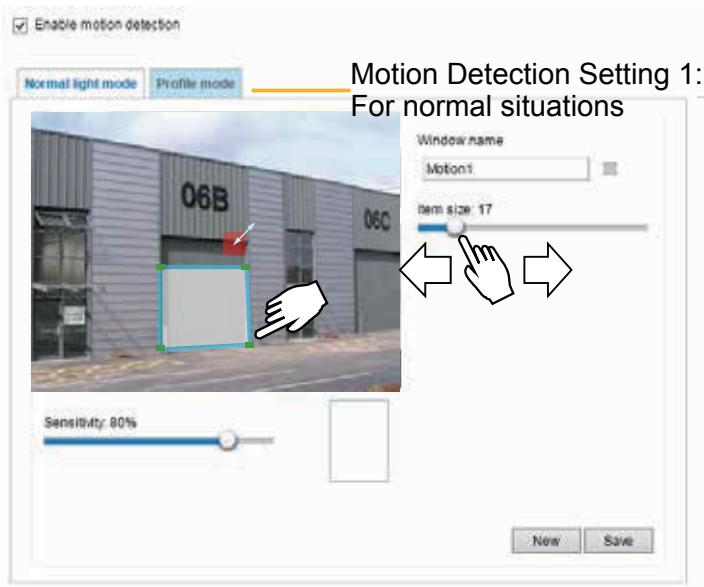 Enable motion detection
Normal light mode
Profile mode
Motion Detection Setting 1:
For normal situations
Window name
Motion1
Item size: 17
06B
06C
Sensitivity: 80%
New
Save